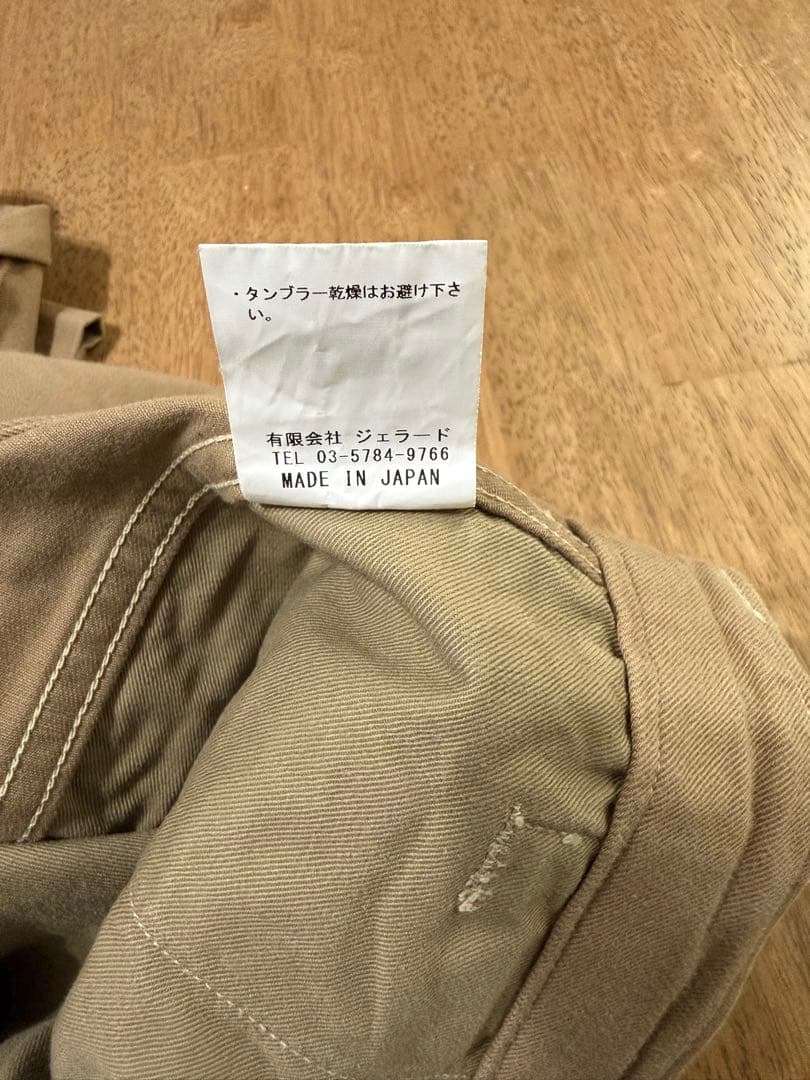 ・タンブラー乾燥はお避け下さ
い。
有限会社 ジェラード
TEL 03-5784-9766
MADE IN JAPAN